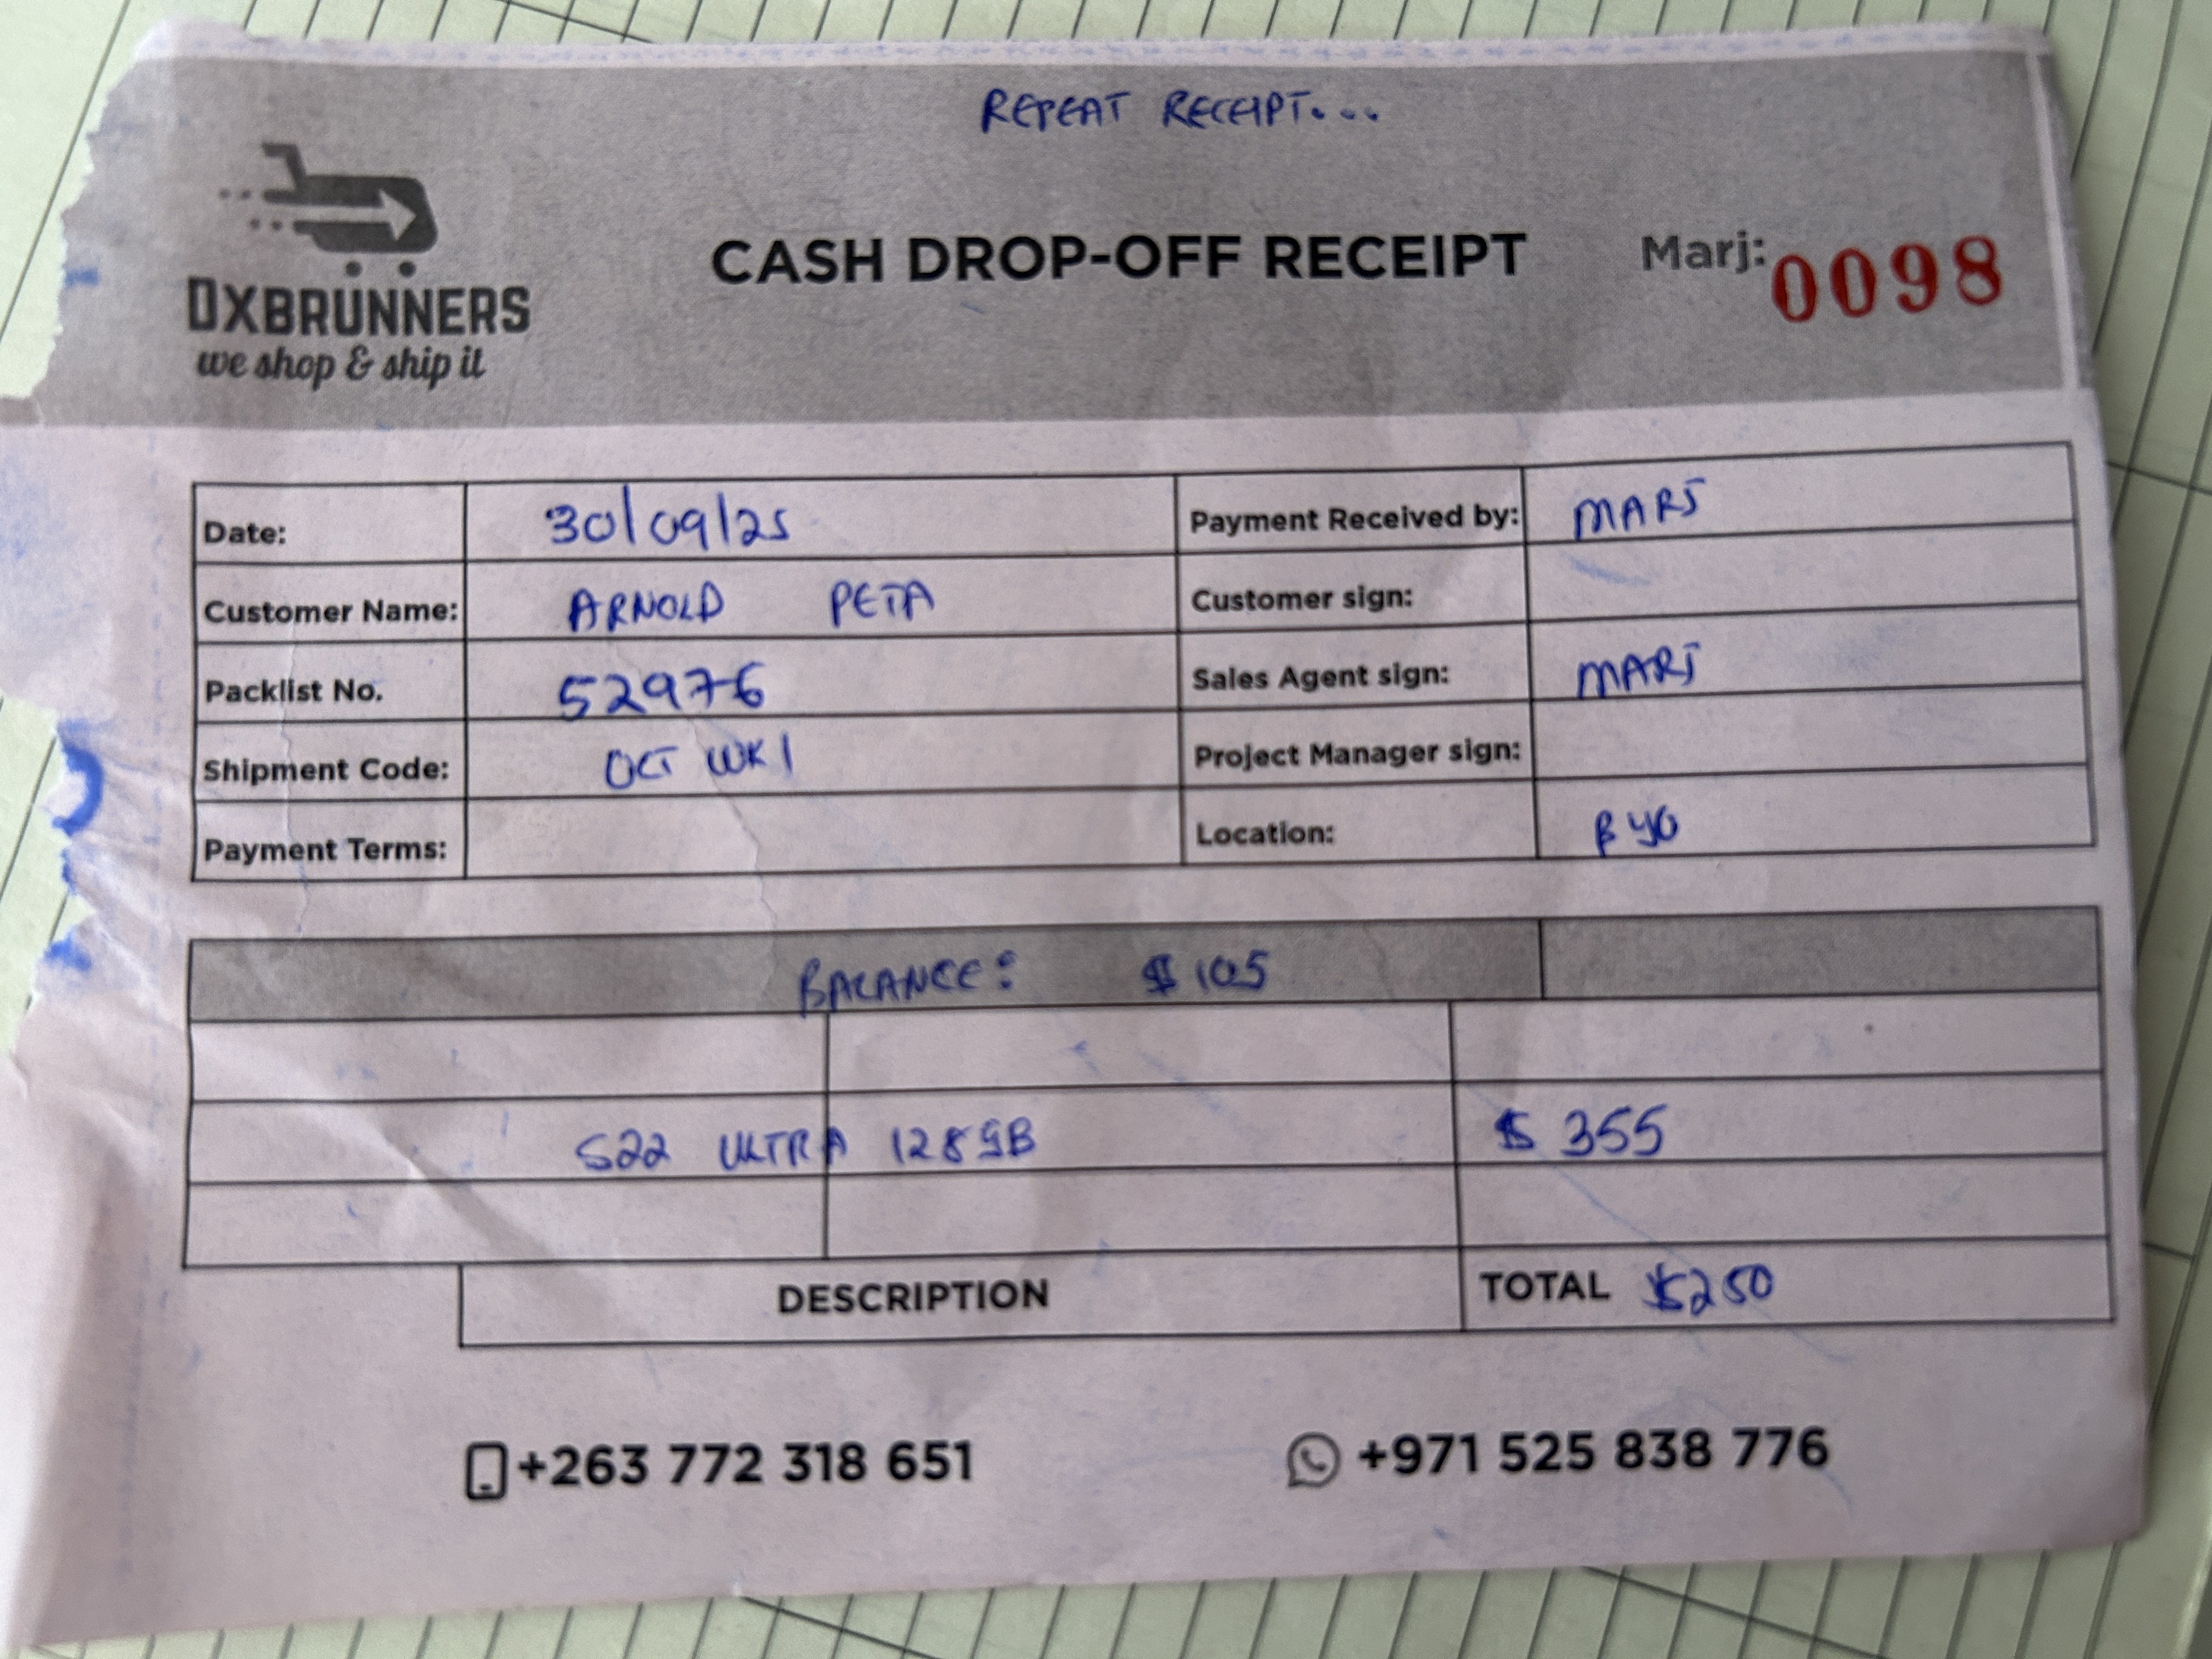 REPEAT RECEIPT...
DXBRUNNERS
we shop & ship it
CASH DROP-OFF RECEIPT
Marj: 0098
Date: 30/09/25
Payment Received by: MARJ
Customer Name: ARNOLD PETA
Customer sign:
Packlist No. 52976
Sales Agent sign: MARJ
Shipment Code: OCT WK 1
Project Manager sign:
Payment Terms:
Location: BYO
BALANCE: $105
S22 ULTRA 128GB $355
DESCRIPTION TOTAL $250
+263 772 318 651 +971 525 838 776